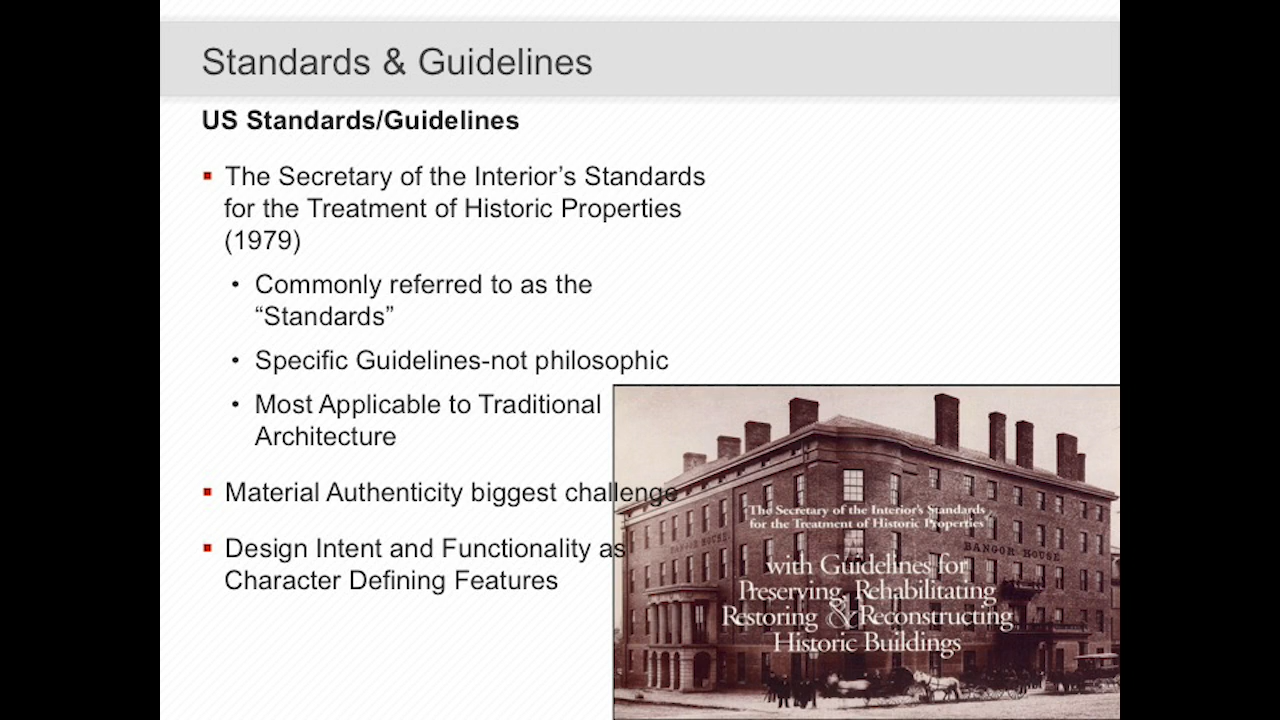 Standards & Guidelines
US Standards/Guidelines
▪ The Secretary of the Interior’s Standards
for the Treatment of Historic Properties
(1979)
• Commonly referred to as the
“Standards”
• Specific Guidelines-not philosophic
• Most Applicable to Traditional
Architecture
▪ Material Authenticity biggest challenge
▪ Design Intent and Functionality as
Character Defining Features
The Secretary of the Interior's Standards
for the Treatment of Historic Properties
BANGOR HOUSE
BANGOR HOUSE
with Guidelines for
Preserving, Rehabilitating
Restoring & Reconstructing
Historic Buildings